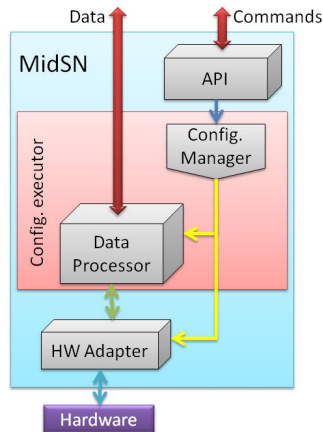 Data
Commands
MidSN
API
Config.
Manager
Config. executor
Data
Processor
HW Adapter
Hardware